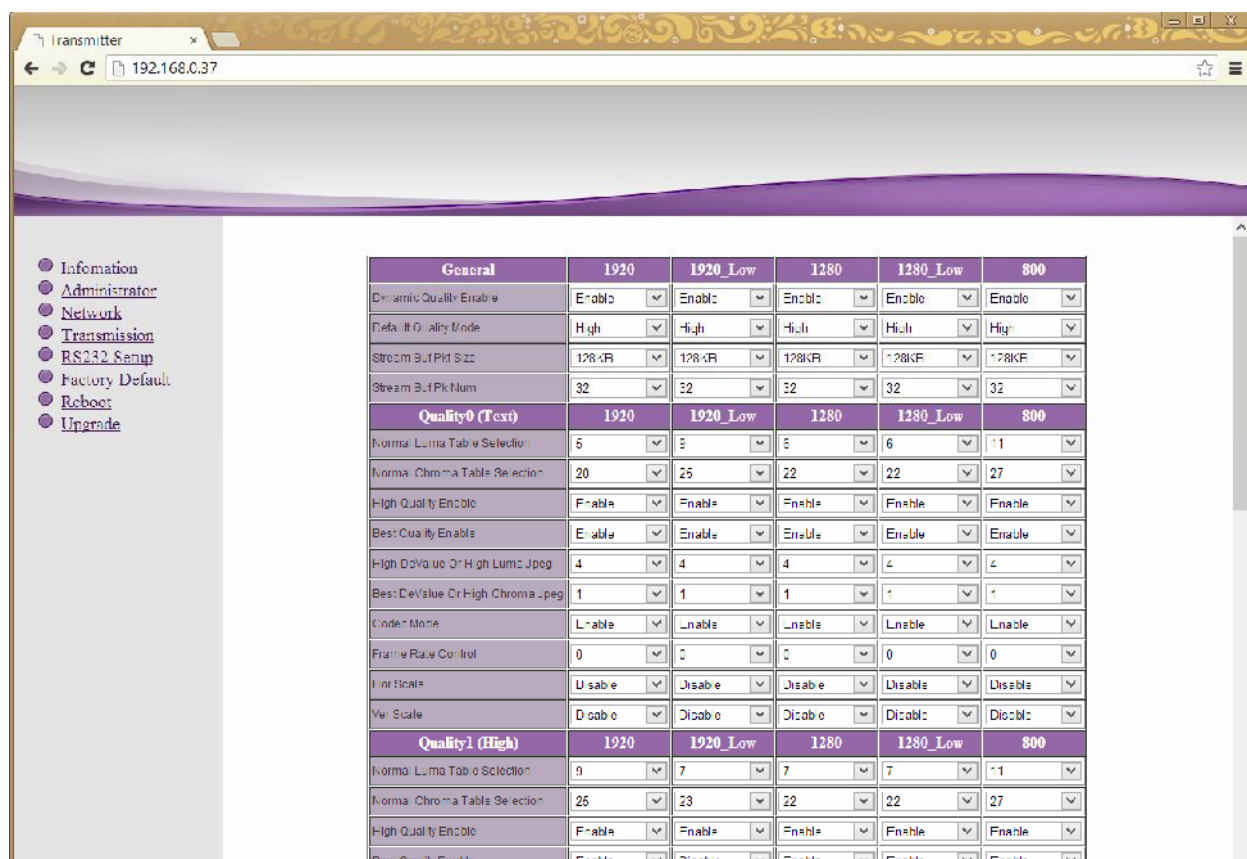 Transmitter
192.168.0.37
Infomation
Administrator
Network
Transmission
RS232 Setup
Factory Default
Reboot
Upgrade
General 1920 1920_Low 1280 1280_Low 800
Dynamic Quality Enable Enable Enable Enable Enable Enable
Default Quality Mode High High High High High
Stream Buf Pkt Size 128KB 128KB 128KB 128KB 128KB
Stream Buf Pk Num 32 32 32 32 32
Quality0 (Text) 1920 1920_Low 1280 1280_Low 800
Normal Luma Table Selection 5 9 6 6 11
Normal Chroma Table Selection 20 25 22 22 27
High Quality Enable Enable Enable Enable Enable Enable
Best Quality Enable Enable Enable Enable Enable Enable
High DeValue Or High Luma Jpeg 4 4 4 4 4
Best DeValue Or High Chroma Jpeg 1 1 1 1 1
Codec Mode Enable Enable Enable Enable Enable
Frame Rate Control 0 0 0 0 0
Hor Scale Disable Disable Disable Disable Disable
Ver Scale Disable Disable Disable Disable Disable
Quality1 (High) 1920 1920_Low 1280 1280_Low 800
Normal Luma Table Selection 9 7 7 7 11
Normal Chroma Table Selection 25 23 22 22 27
High Quality Enable Enable Enable Enable Enable Enable